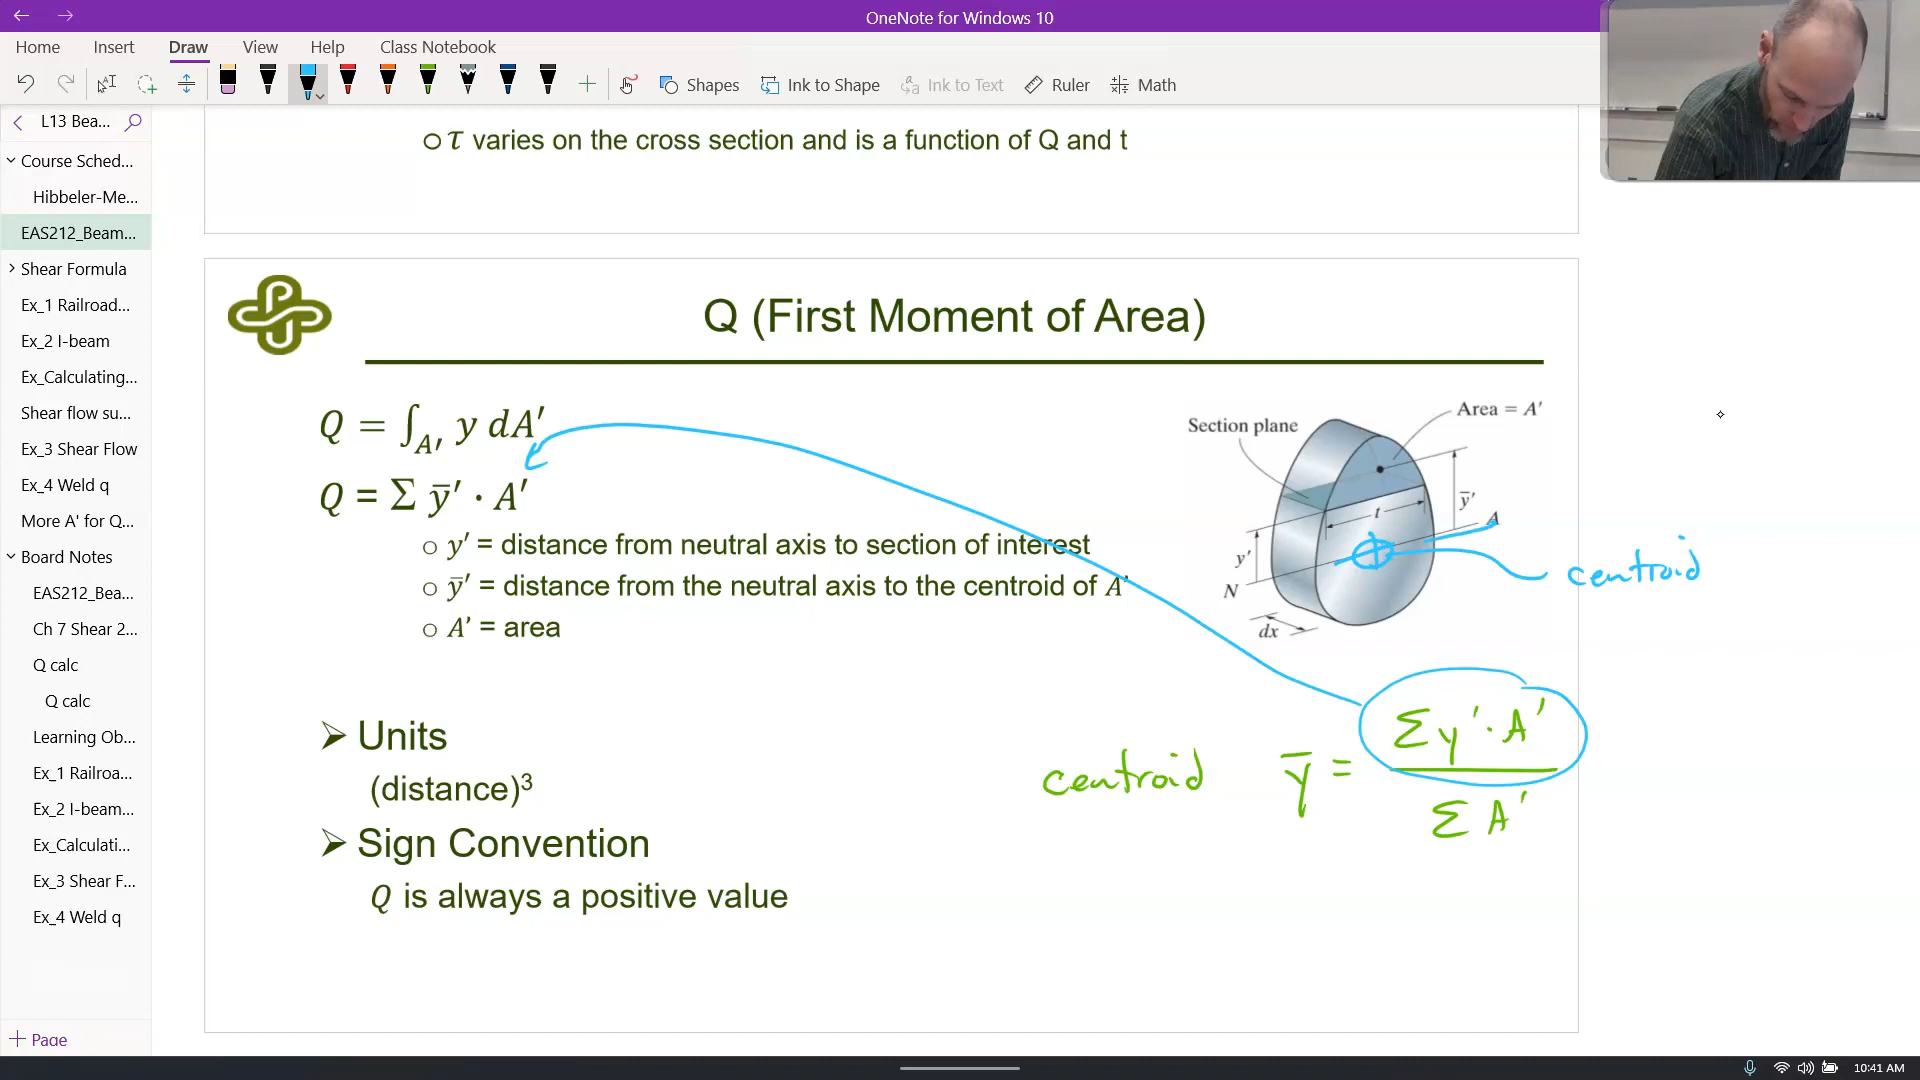 OneNote for Windows 10
Home Insert Draw View Help Class Notebook
Shapes Ink to Shape Ink to Text Ruler Math
L13 Bea...
Course Sched...
Hibbeler-Me...
EAS212_Beam...
Shear Formula
Ex_1 Railroad...
Ex_2 I-beam
Ex_Calculating...
Shear flow su...
Ex_3 Shear Flow
Ex_4 Weld q
More A' for Q...
Board Notes
EAS212_Bea...
Ch 7 Shear 2...
Q calc
Q calc
Learning Ob...
Ex_1 Railroa...
Ex_2 I-beam...
Ex_Calculati...
Ex_3 Shear F...
Ex_4 Weld q
+ Page
○ τ varies on the cross section and is a function of Q and t
Q (First Moment of Area)
Q = ∫_A′ y dA′
Q = Σ ȳ′ · A′
○ y′ = distance from neutral axis to section of interest
○ ȳ′ = distance from the neutral axis to the centroid of A′
○ A' = area
➢ Units
(distance)³
➢ Sign Convention
Q is always a positive value
Area = A′
Section plane
ȳ′
t
A
y′
N
dx
centroid
centroid ȳ = Σ y′ · A′
Σ A′
10:41 AM